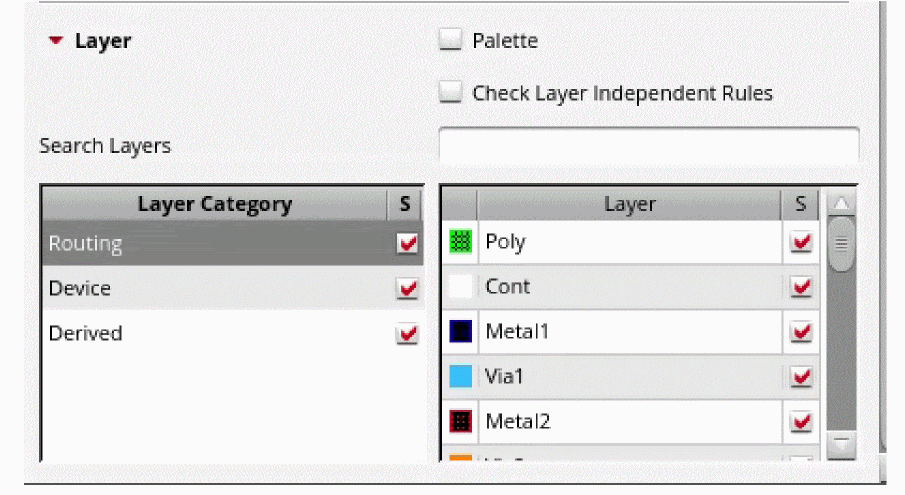 Layer
Palette
Check Layer Independent Rules
Search Layers
Layer Category S
Routing
Device
Derived
Layer S
Poly
Cont
Metal1
Via1
Metal2